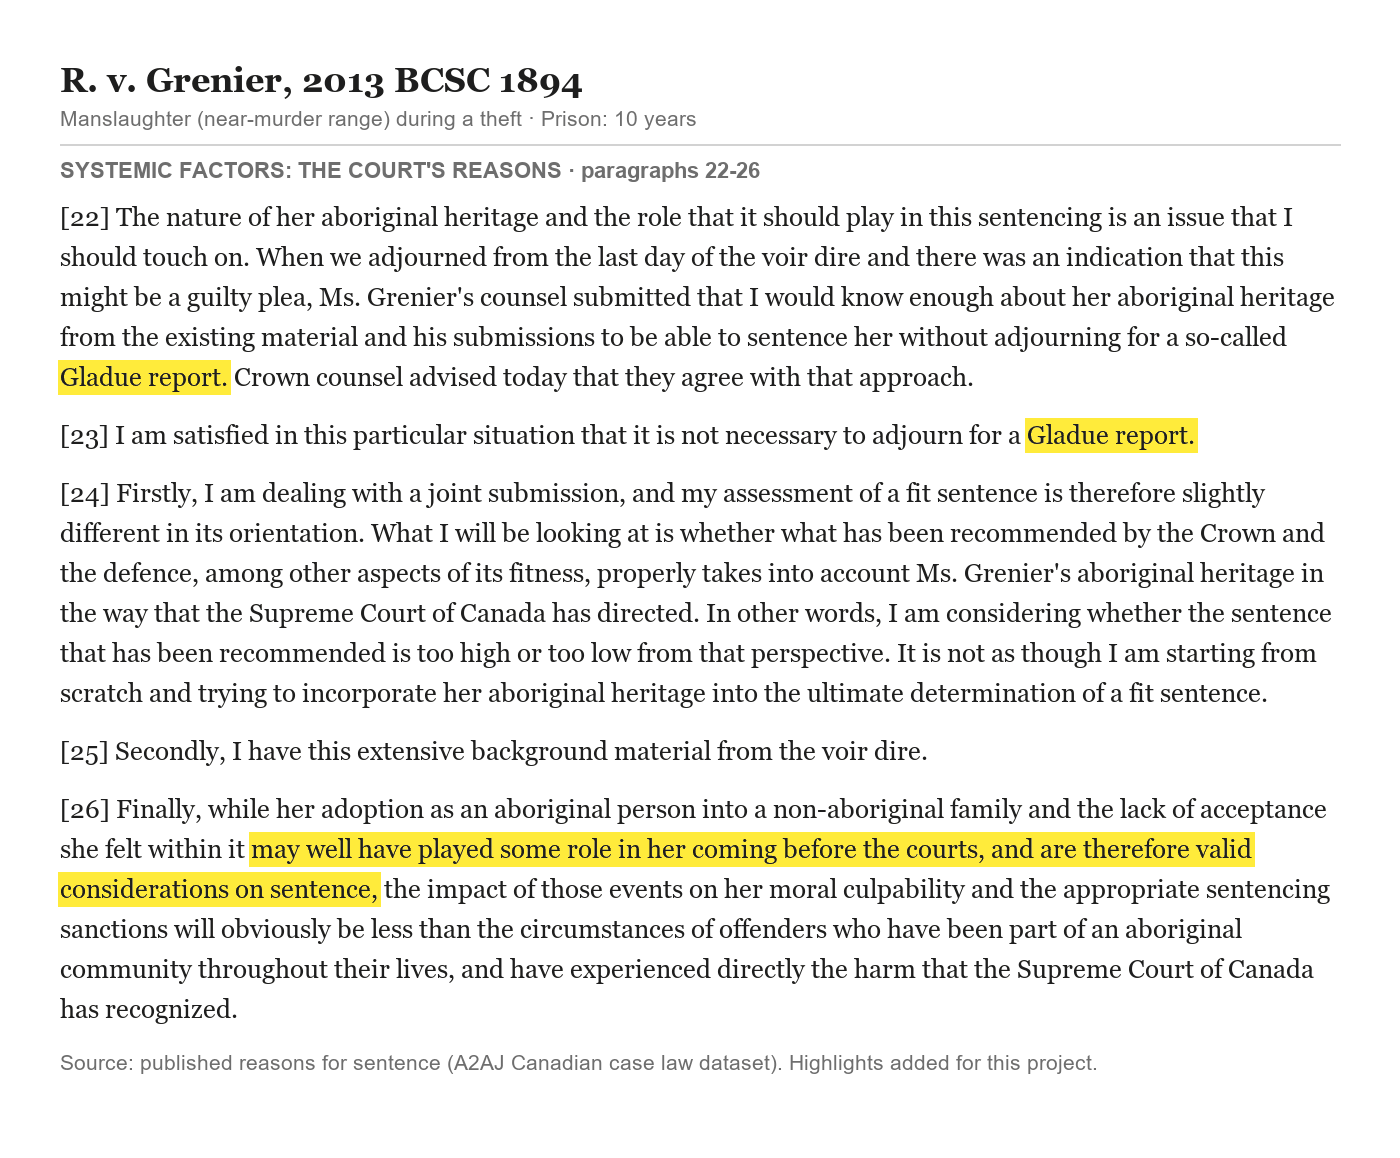 R. v. Grenier, 2013 BCSC 1894
Manslaughter (near-murder range) during a theft · Prison: 10 years
SYSTEMIC FACTORS: THE COURT'S REASONS · paragraphs 22-26
[22] The nature of her aboriginal heritage and the role that it should play in this sentencing is an issue that I
should touch on. When we adjourned from the last day of the voir dire and there was an indication that this
might be a guilty plea, Ms. Grenier's counsel submitted that I would know enough about her aboriginal heritage
from the existing material and his submissions to be able to sentence her without adjourning for a so-called
Gladue report. Crown counsel advised today that they agree with that approach.
[23] I am satisfied in this particular situation that it is not necessary to adjourn for a Gladue report.
[24] Firstly, I am dealing with a joint submission, and my assessment of a fit sentence is therefore slightly
different in its orientation. What I will be looking at is whether what has been recommended by the Crown and
the defence, among other aspects of its fitness, properly takes into account Ms. Grenier's aboriginal heritage in
the way that the Supreme Court of Canada has directed. In other words, I am considering whether the sentence
that has been recommended is too high or too low from that perspective. It is not as though I am starting from
scratch and trying to incorporate her aboriginal heritage into the ultimate determination of a fit sentence.
[25] Secondly, I have this extensive background material from the voir dire.
[26] Finally, while her adoption as an aboriginal person into a non-aboriginal family and the lack of acceptance
she felt within it may well have played some role in her coming before the courts, and are therefore valid
considerations on sentence, the impact of those events on her moral culpability and the appropriate sentencing
sanctions will obviously be less than the circumstances of offenders who have been part of an aboriginal
community throughout their lives, and have experienced directly the harm that the Supreme Court of Canada
has recognized.
Source: published reasons for sentence (A2AJ Canadian case law dataset). Highlights added for this project.